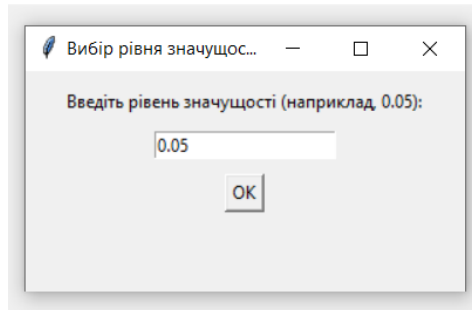 Вибір рівня значущос...
Введіть рівень значущості (наприклад, 0.05):
0.05
OK